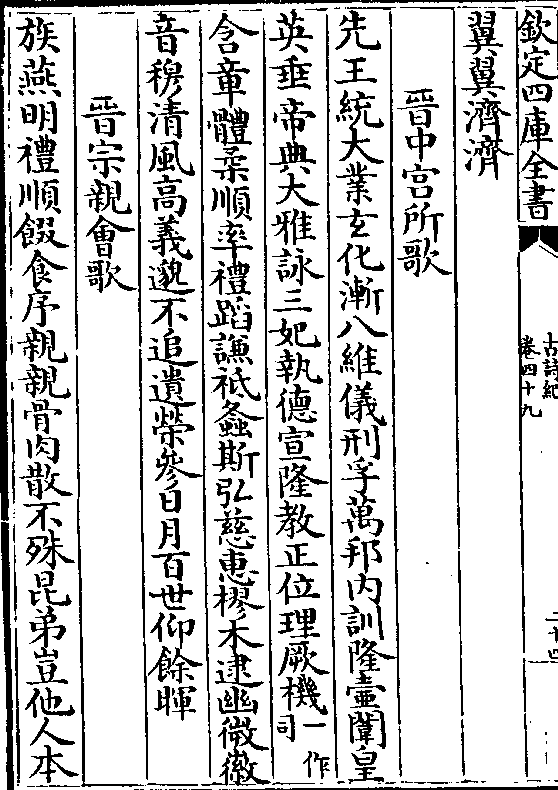 欽定四庫全書
古詩紀
卷四十九
二十四
翼翼濟濟
晉中宮所歌
先王統大業玄化漸八維儀刑孚萬邦内訓隆壼闈皇
英垂帝典大雅詠三妃執德宣隆教正位理厥機一作司
含章體柔順率禮蹈謙祗螽斯弘慈惠樛木逮幽微徽
音穆清風高義邈不追遺榮參日月百世仰餘暉
晉宗親會歌
族燕明禮順餟食序親親骨肉散不殊昆弟豈他人本